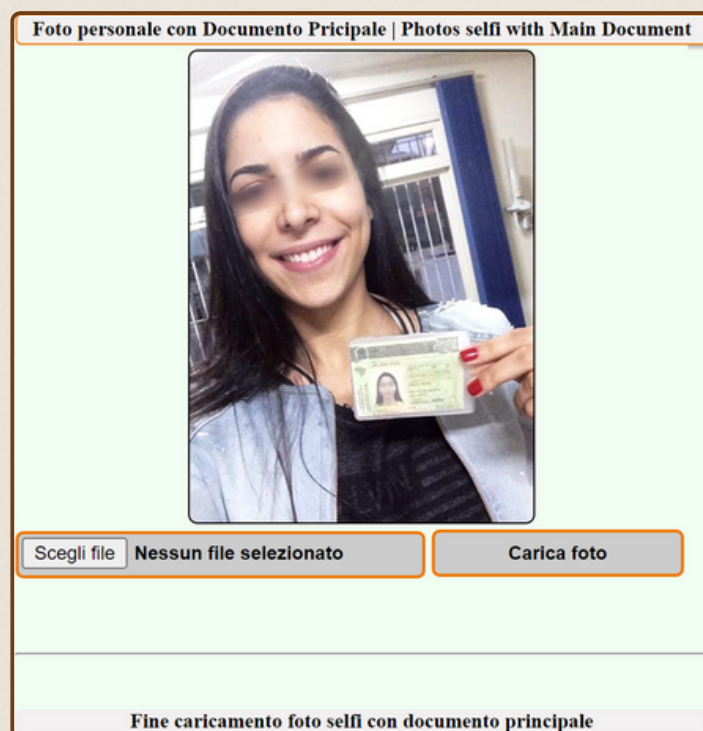 Foto personale con Documento Pricipale | Photos selfi with Main Document
Scegli file Nessun file selezionato
Carica foto
Fine caricamento foto selfi con documento principale